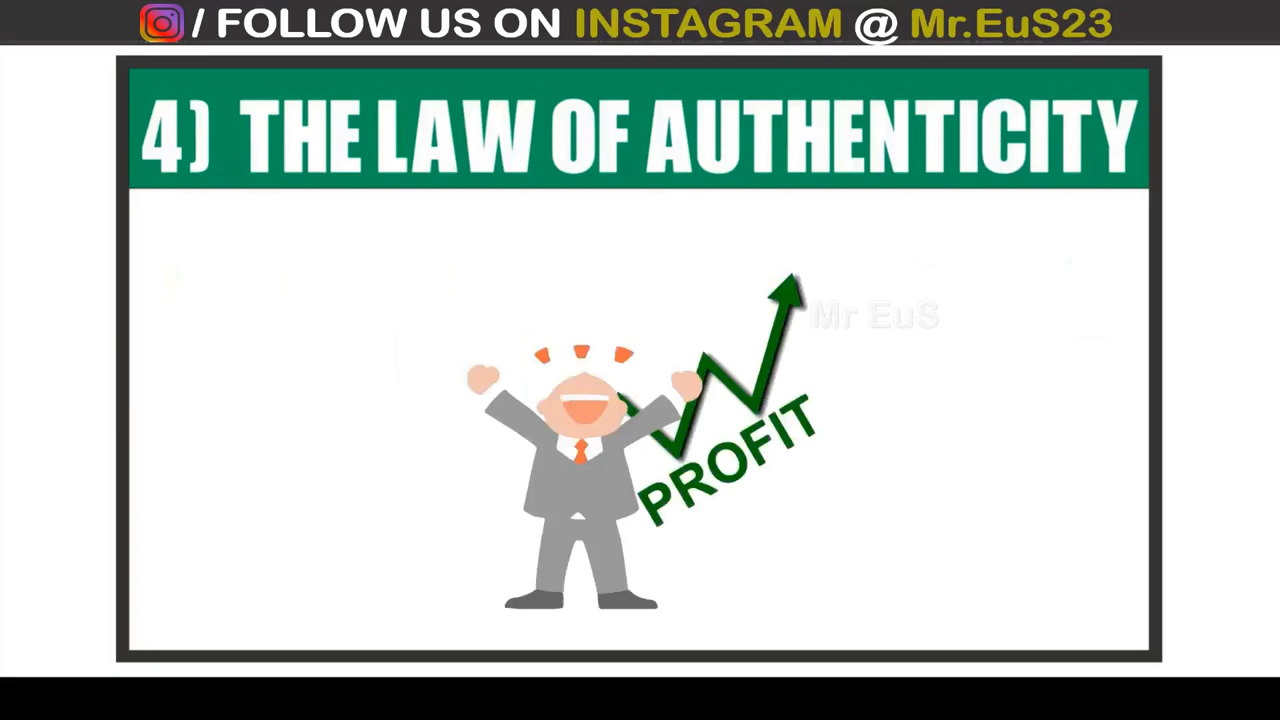 / FOLLOW US ON INSTAGRAM @ Mr.EuS23
4) THE LAW OF AUTHENTICITY
Mr EuS
PROFIT